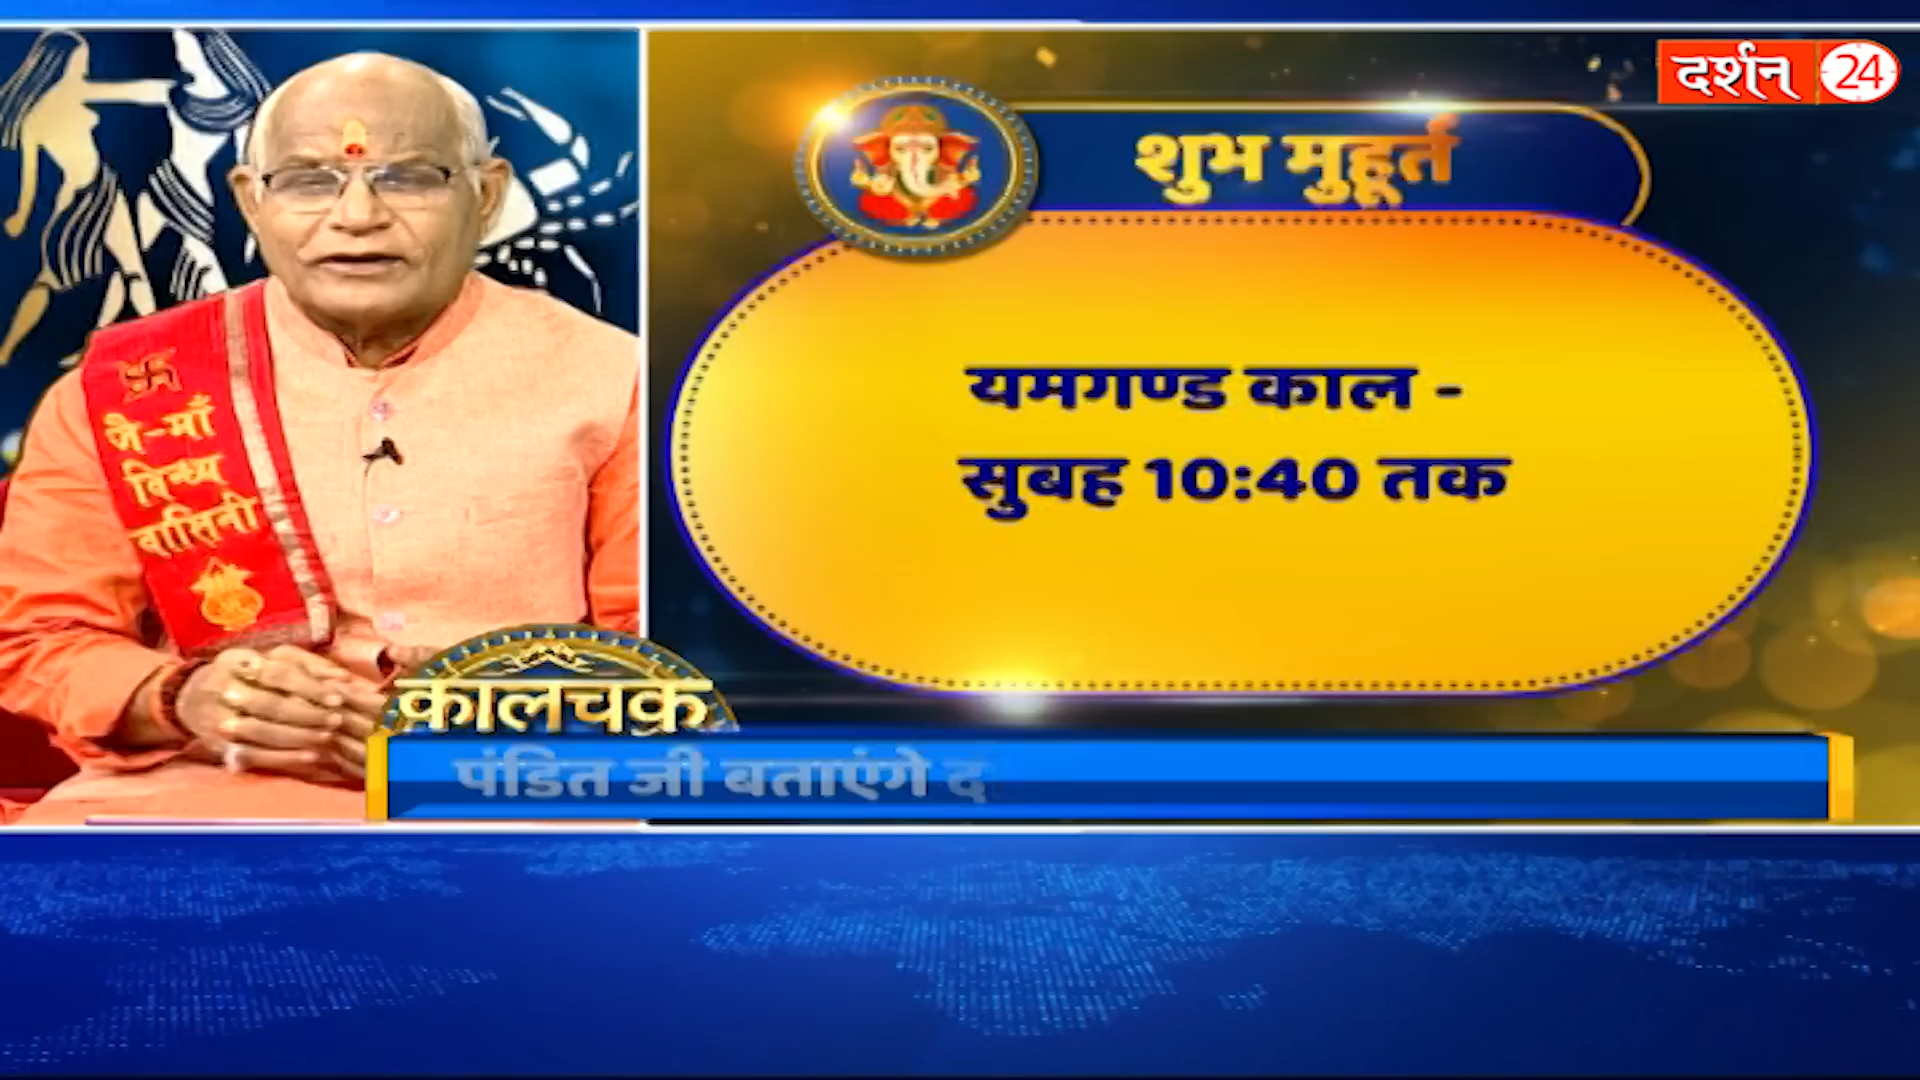 दर्शन 24
शुभ मुहूर्त
यमगण्ड काल -
सुबह 10:40 तक
जै-माँ
विन्ध्य
वासिनी
कालचक्र
पंडित जी बताएंगे